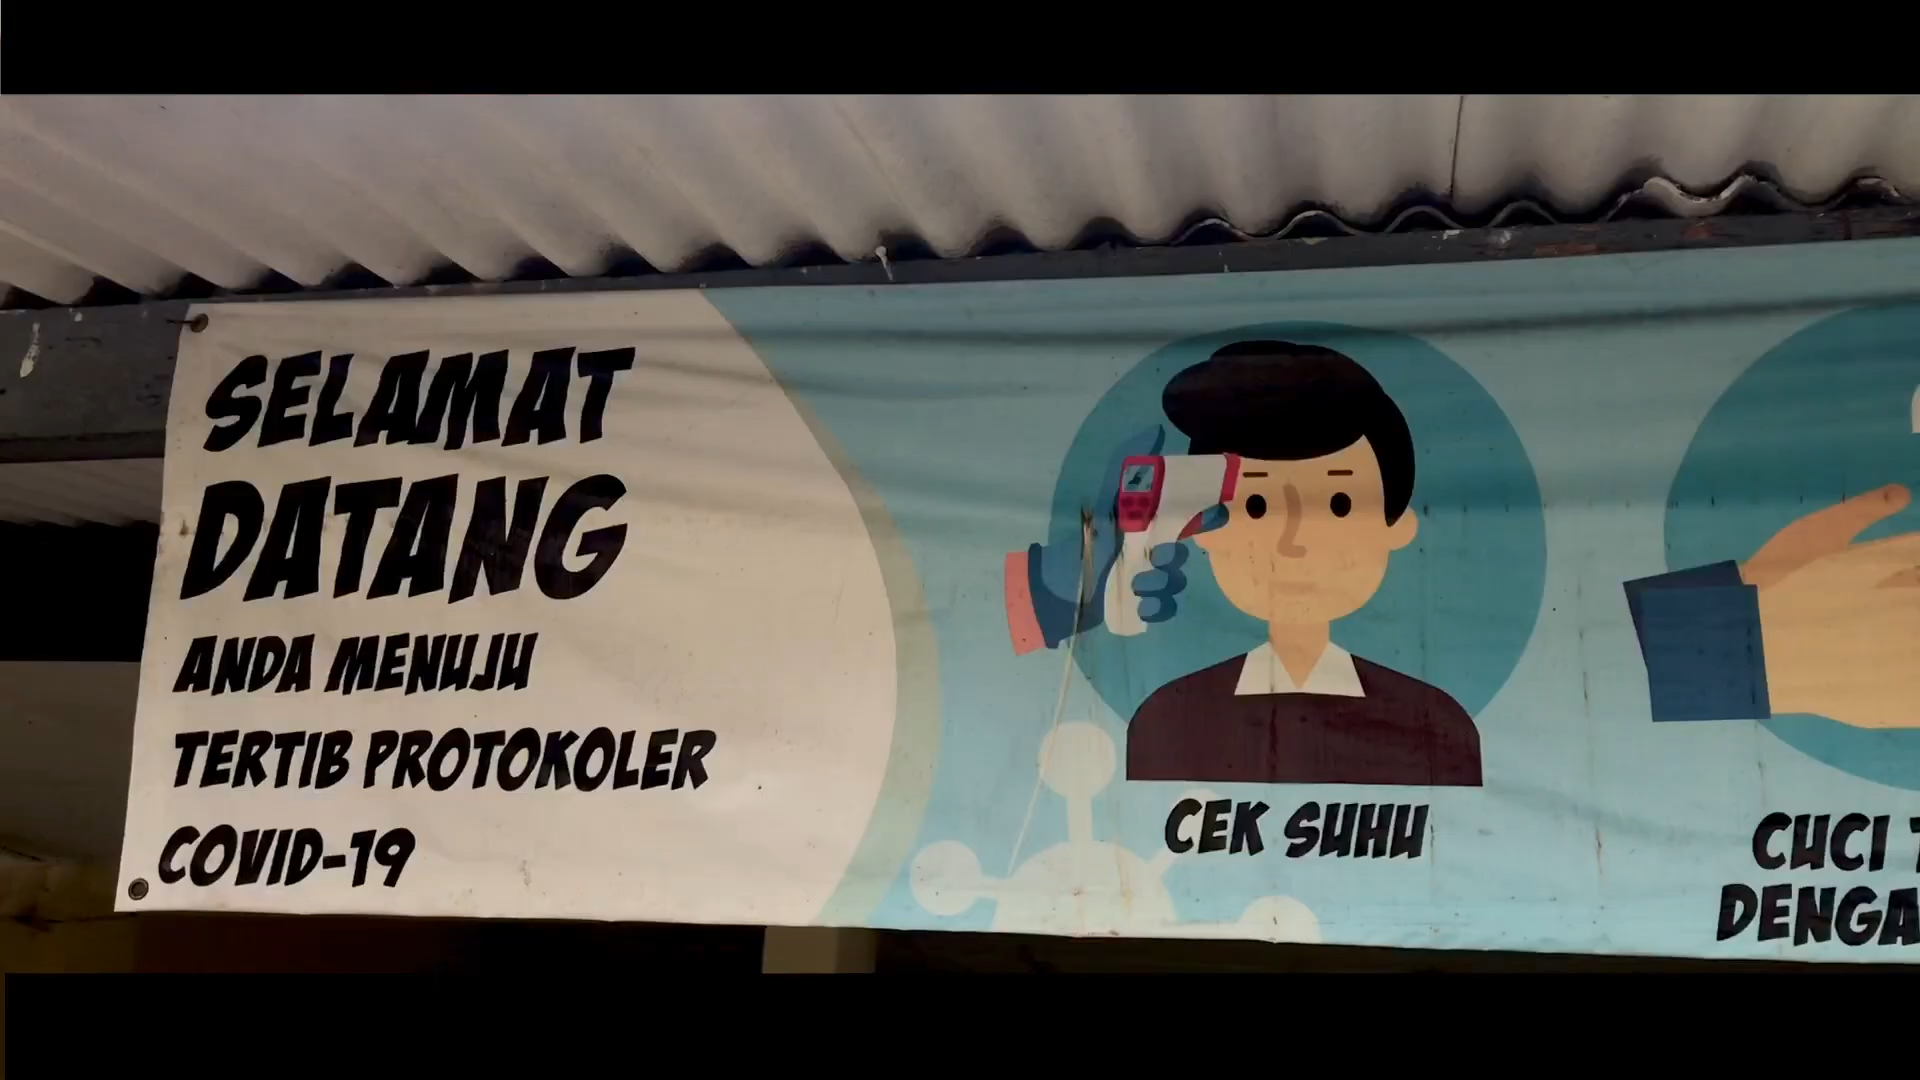 SELAMAT
DATANG
ANDA MENUJU
TERTIB PROTOKOLER
COVID-19
CEK SUHU
CUCI